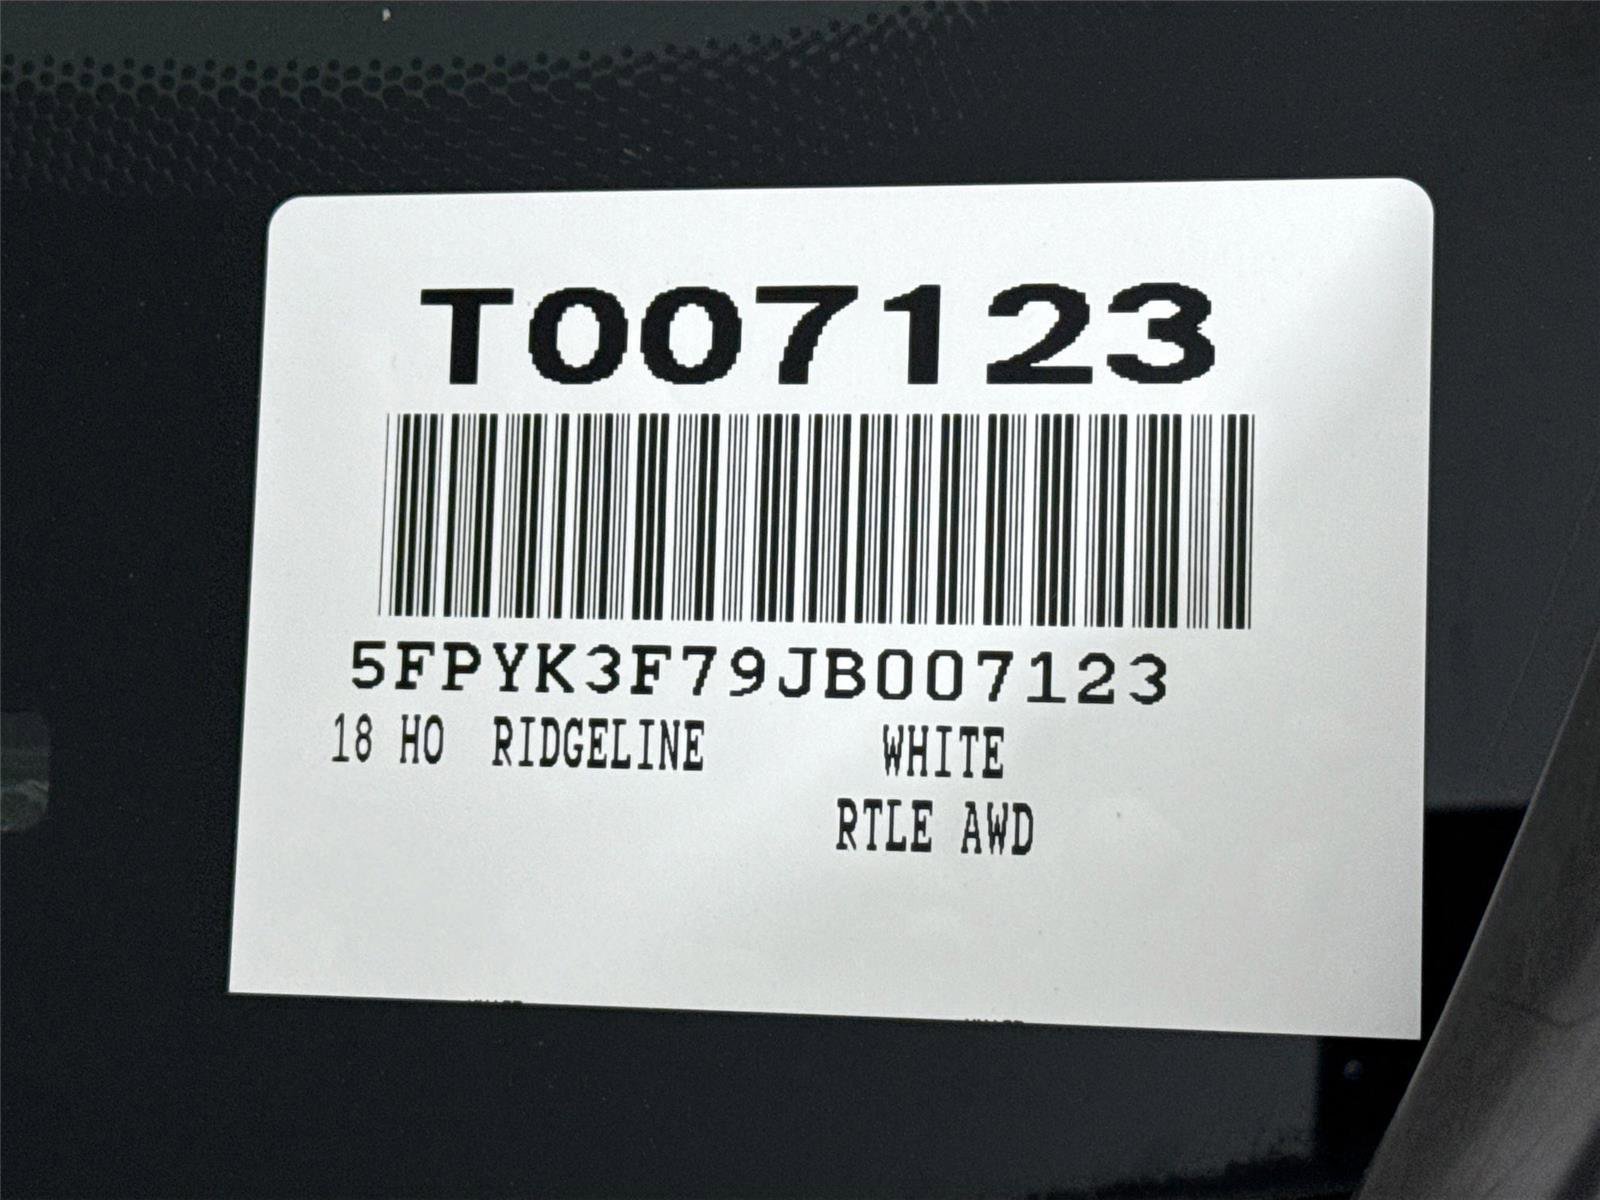 T007123
5FPYK3F79JB007123
18 HO RIDGELINE WHITE
RTLE AWD